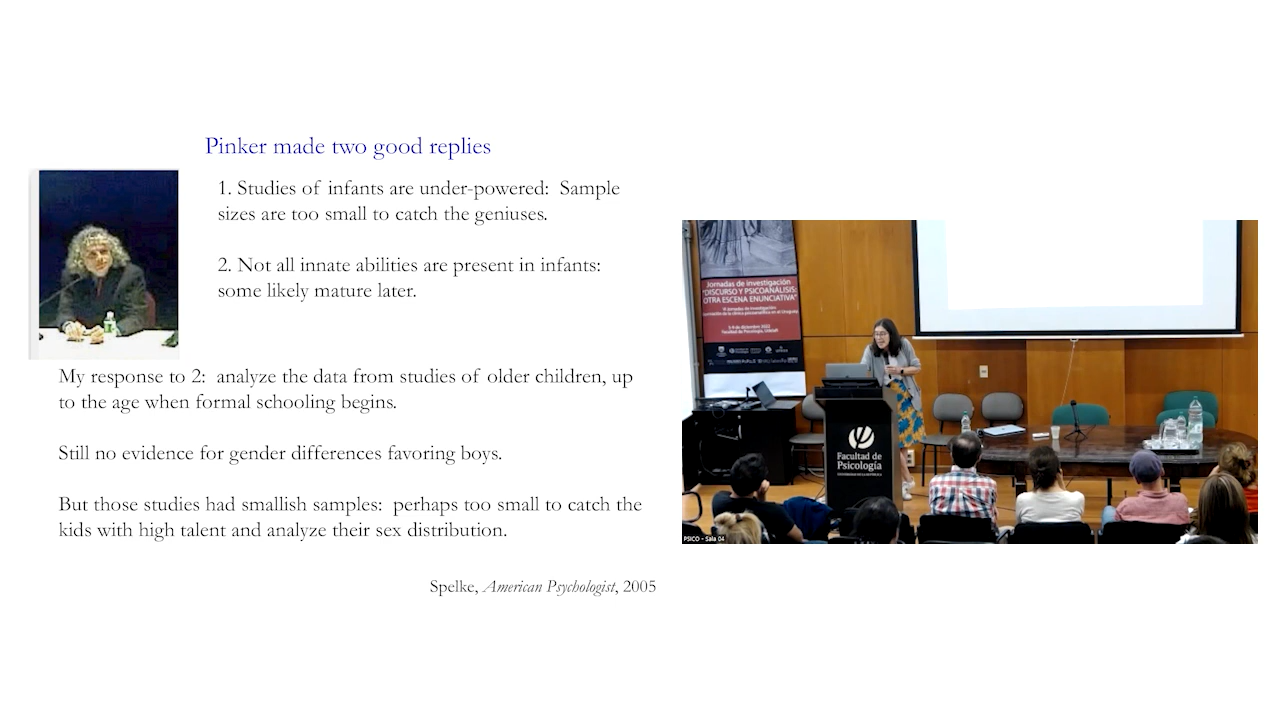 Pinker made two good replies
1. Studies of infants are under-powered:  Sample
sizes are too small to catch the geniuses.
2. Not all innate abilities are present in infants:
some likely mature later.
My response to 2:  analyze the data from studies of older children, up
to the age when formal schooling begins.
Still no evidence for gender differences favoring boys.
But those studies had smallish samples:  perhaps too small to catch the
kids with high talent and analyze their sex distribution.
Spelke, American Psychologist, 2005
Jornadas de investigación
"DISCURSO Y PSICOANÁLISIS:
OTRA ESCENA ENUNCIATIVA"
Facultad de
Psicología
UNIVERSIDAD DE LA REPÚBLICA
PSICO - Sala 04